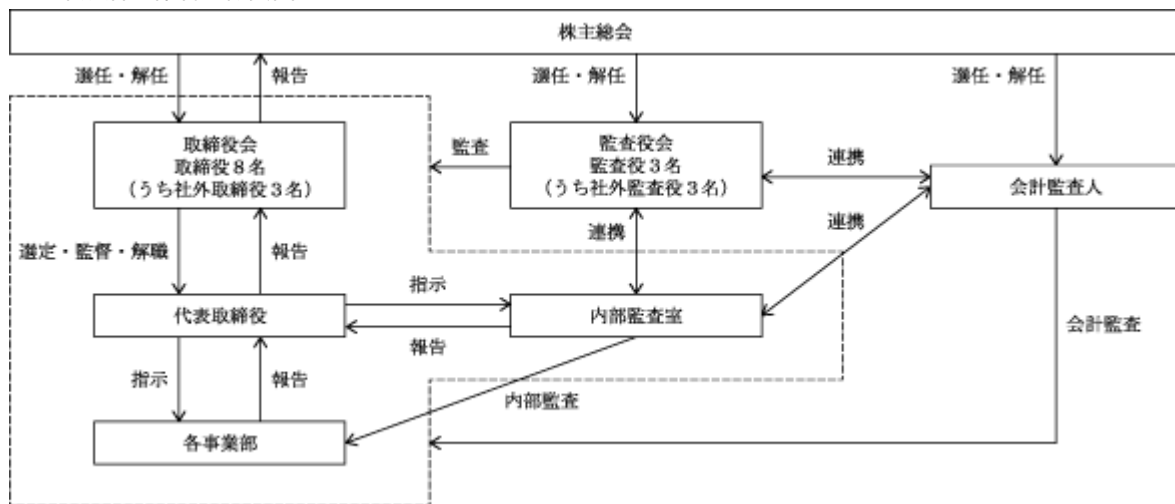 株主総会
選任・解任
報告
選任・解任
選任・解任
取締役会
取締役8名
(うち社外取締役3名)
監査
監査役会
監査役3名
(うち社外監査役3名)
連携
会計監査人
選定・監督・解職
報告
連携
連携
指示
代表取締役
内部監査室
報告
会計監査
指示
報告
内部監査
各事業部